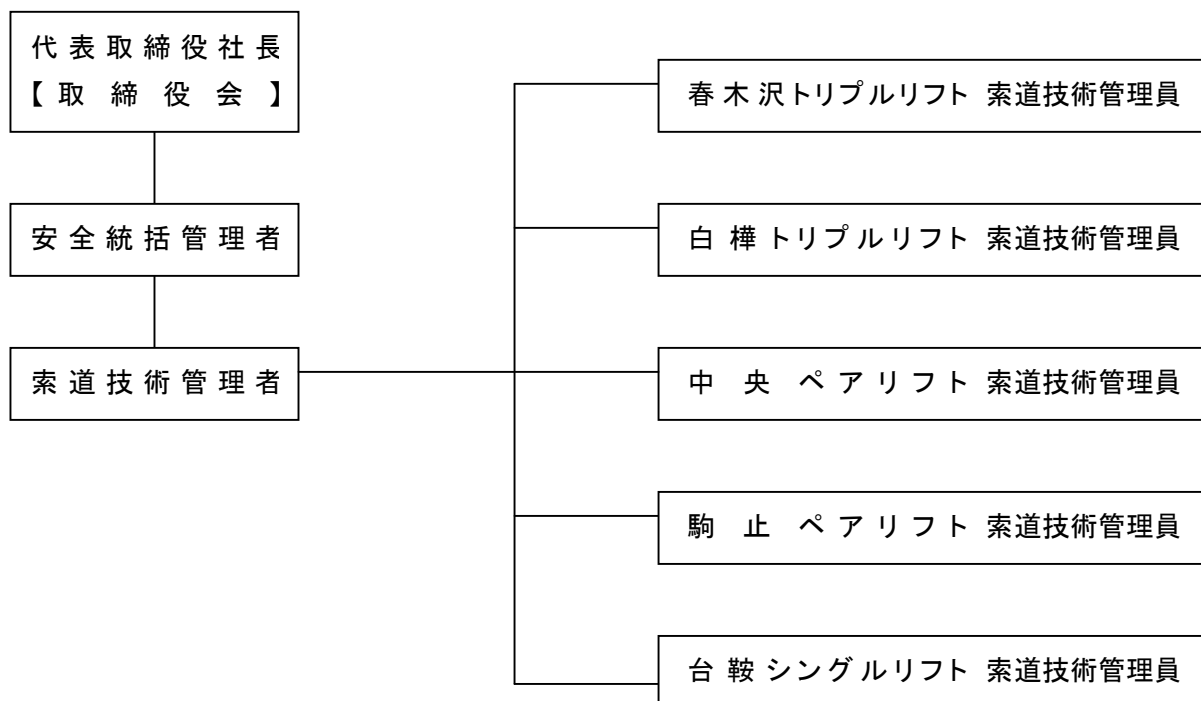 代表取締役社長
【取締役会】
安全統括管理者
索道技術管理者
春木沢トリプルリフト 索道技術管理員
白樺トリプルリフト 索道技術管理員
中央ペアリフト 索道技術管理員
駒止ペアリフト 索道技術管理員
台鞍シングルリフト 索道技術管理員